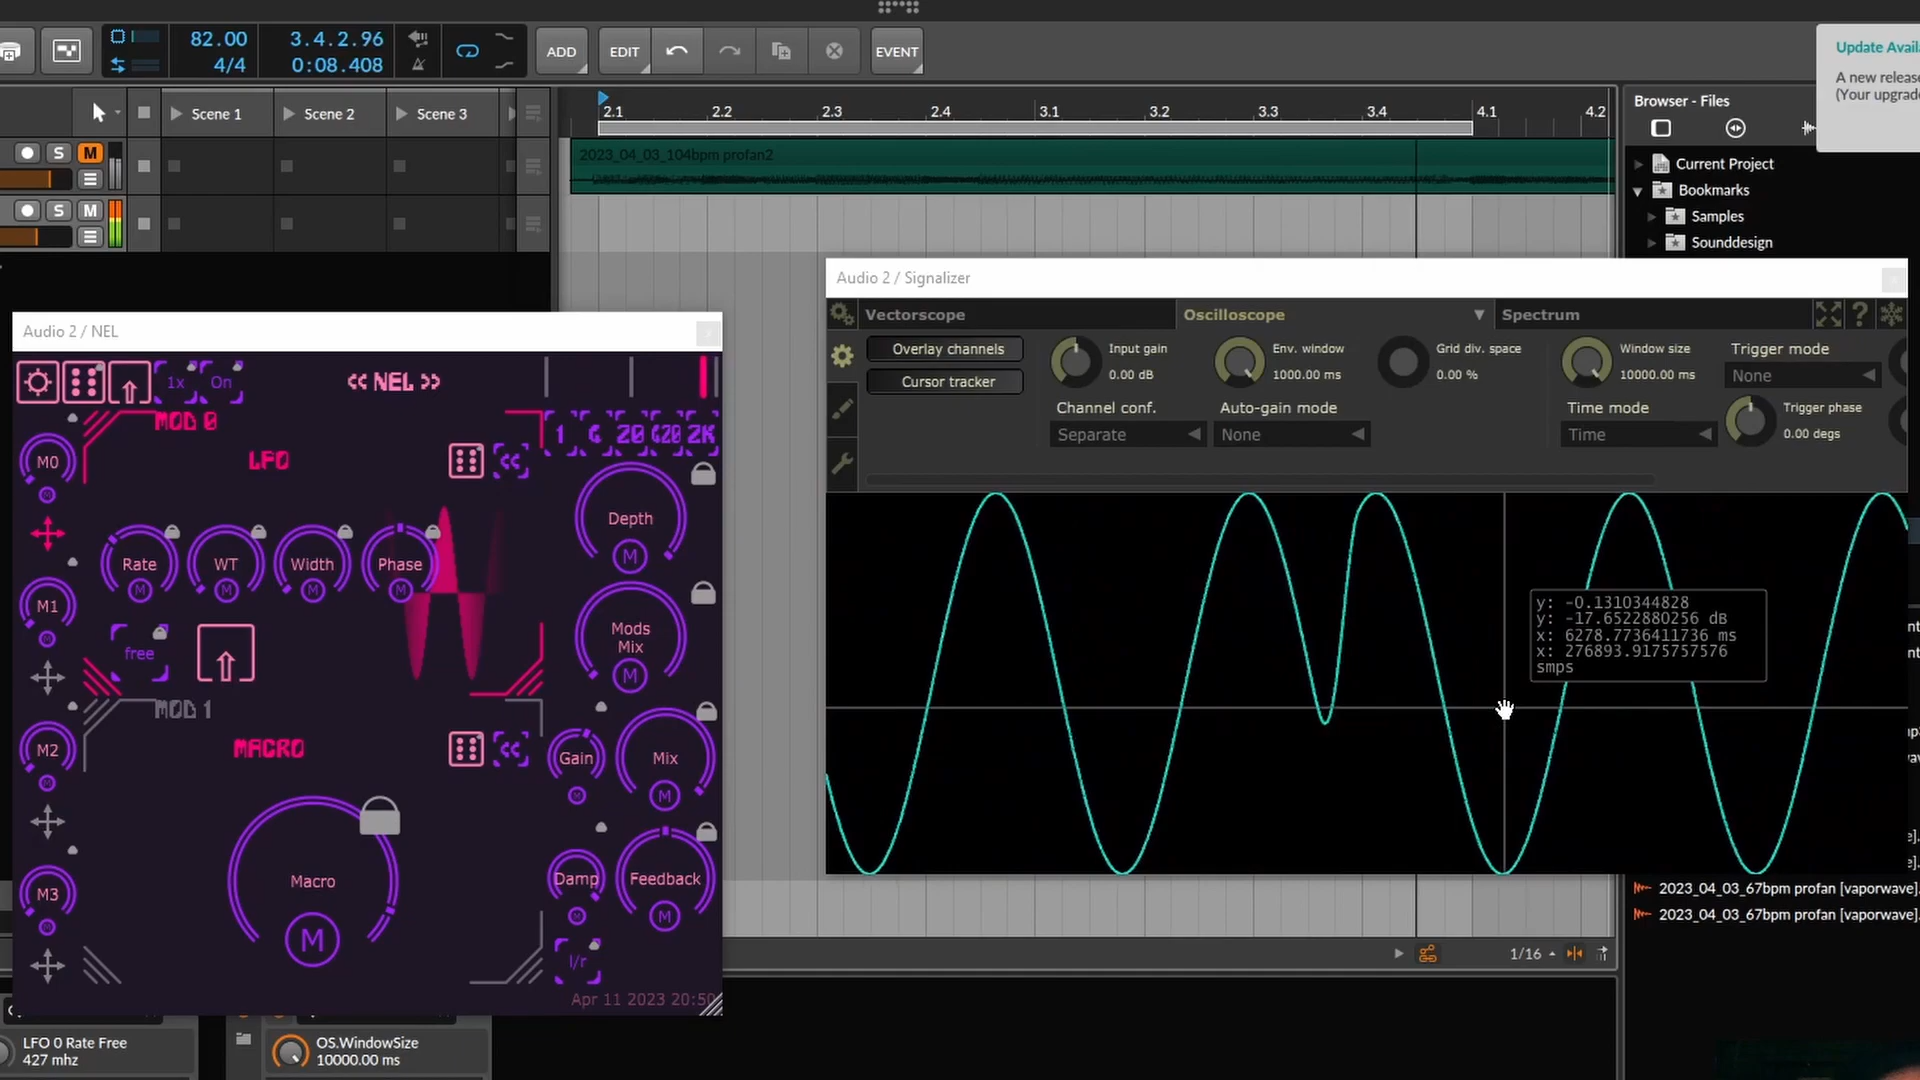 82.00
4/4
3.4.2.96
0:08.408
ADD
EDIT
EVENT
Update Avail
A new release
(Your upgrade
Scene 1
Scene 2
Scene 3
2.1
2.2
2.3
2.4
3.1
3.2
3.3
3.4
4.1
4.2
Browser - Files
S
M
2023_04_03_104bpm profan2
Current Project
Bookmarks
S
M
Samples
Sounddesign
Audio 2 / Signalizer
Audio 2 / NEL
Vectorscope
Oscilloscope
Spectrum
?
Overlay channels
Cursor tracker
Input gain
0.00 dB
Env. window
1000.00 ms
Grid div. space
0.00 %
Window size
10000.00 ms
Trigger mode
None
Channel conf.
Separate
Auto-gain mode
None
Time mode
Time
Trigger phase
0.00 degs
1x
On
<< NEL >>
MOD 0
LFO
<<
1
20
G20
2K
M0
M
Depth
M
Rate
M
WT
M
Width
M
Phase
M
M1
M
free
Mods
Mix
M
MOD 1
MACRO
<<
M2
M
Gain
M
Mix
M
Macro
M
M3
M
Damp
M
Feedback
M
l/r
Apr 11 2023 20:50
y: -0.1310344828
y: -17.6522880256 dB
x: 6278.7736411736 ms
x: 276893.9175757576
smps
2023_04_03_67bpm profan [vaporwave].
2023_04_03_67bpm profan [vaporwave].
1/16
LFO 0 Rate Free
427 mhz
OS.WindowSize
10000.00 ms